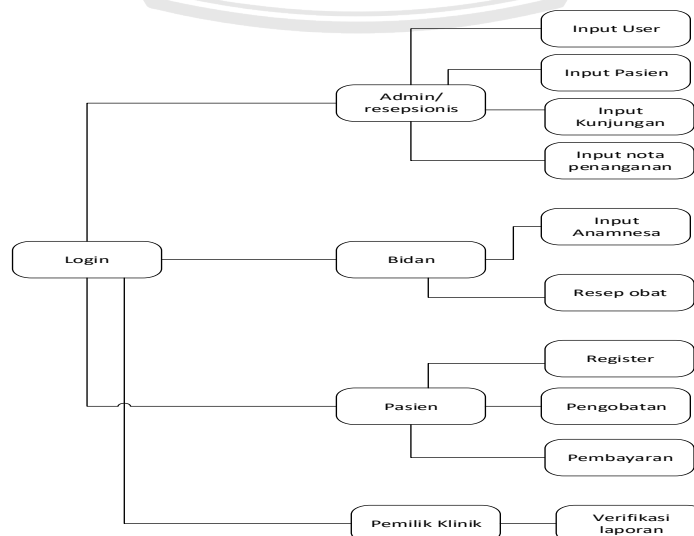 Input User
Input Pasien
Admin/
resepsionis
Input
Kunjungan
Input nota
penanganan
Input
Anamnesa
Login
Bidan
Resep obat
Register
Pasien
Pengobatan
Pembayaran
Pemilik Klinik
Verifikasi
laporan